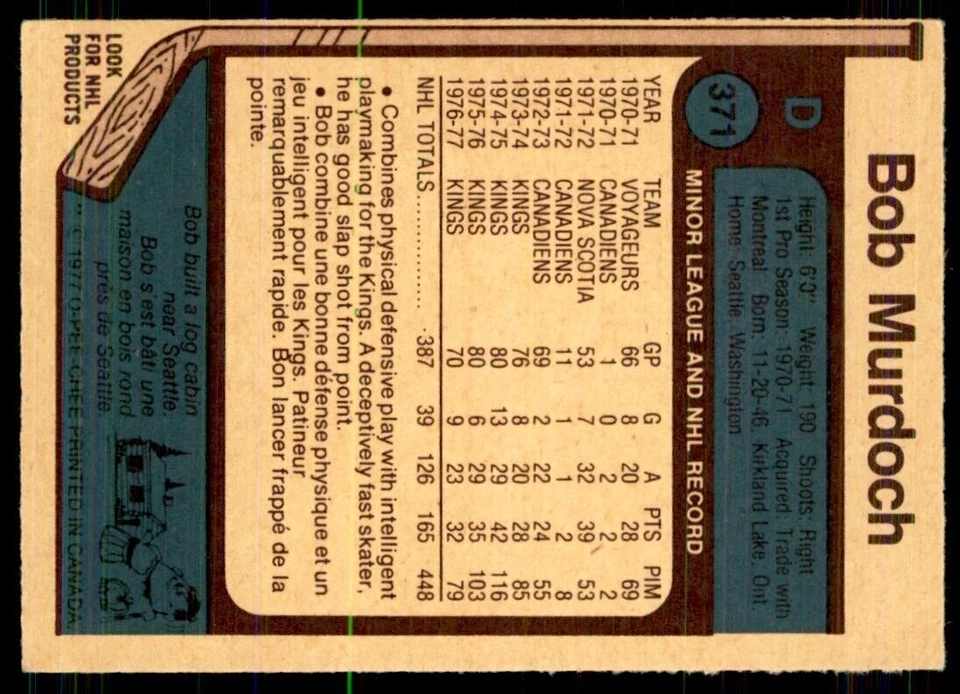 Bob Murdoch
D
371
Height: 6'0" Weight: 190 Shoots: Right
1st Pro Season: 1970-71 Acquired: Trade with
Montreal Born: 11-20-46, Kirkland Lake, Ont
Home: Seattle, Washington
MINOR LEAGUE AND NHL RECORD
YEAR TEAM GP G A PTS PIM
1970-71 VOYAGEURS 66 8 20 28 69
1970-71 CANADIENS 1 0 2 2 2
1971-72 NOVA SCOTIA 53 7 32 39 53
1971-72 CANADIENS 11 1 1 2 8
1972-73 CANADIENS 69 2 22 24 55
1973-74 KINGS 76 8 20 28 85
1974-75 KINGS 80 13 29 42 116
1975-76 KINGS 80 6 29 35 103
1976-77 KINGS 70 9 23 32 79
NHL TOTALS............. 387 39 126 165 448
• Combines physical defensive play with intelligent
playmaking for the Kings. A deceptively fast skater,
he has good slap shot from point.
• Bob combine une bonne défense physique et un
jeu intelligent pour les Kings. Patineur
remarquablement rapide. Bon lancer frappé de la
pointe.
Bob built a log cabin
near Seattle.
Bob s'est bâti une
maison en bois rond
près de Seattle.
LOOK
FOR NHL
PRODUCTS
1977 O-PEE-CHEE PRINTED IN CANADA